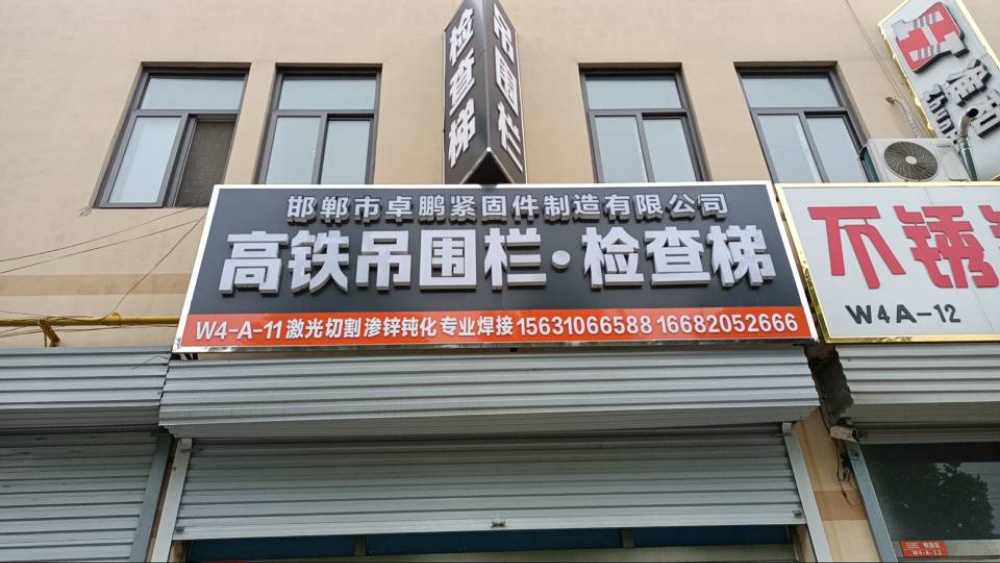 检查梯
吊围栏
邯郸市卓鹏紧固件制造有限公司
高铁吊围栏·检查梯
W4-A-11 激光切割 渗锌钝化 专业焊接 15631066588 16682052666
不锈
W4A-12